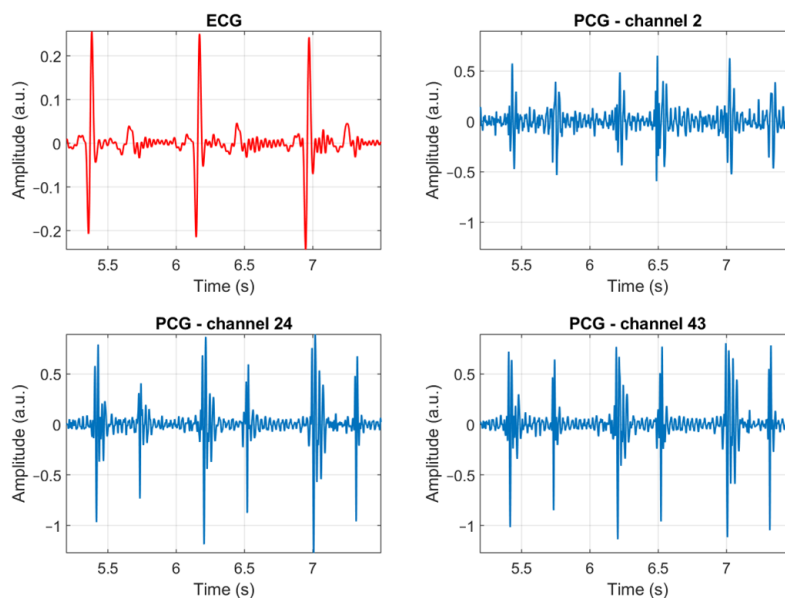 ECG
Amplitude (a.u.)
0.2
0.1
0
−0.1
−0.2
5.5 6 6.5 7
Time (s)
PCG - channel 2
Amplitude (a.u.)
0.5
0
−0.5
−1
5.5 6 6.5 7
Time (s)
PCG - channel 24
Amplitude (a.u.)
0.5
0
−0.5
−1
5.5 6 6.5 7
Time (s)
PCG - channel 43
Amplitude (a.u.)
0.5
0
−0.5
−1
5.5 6 6.5 7
Time (s)